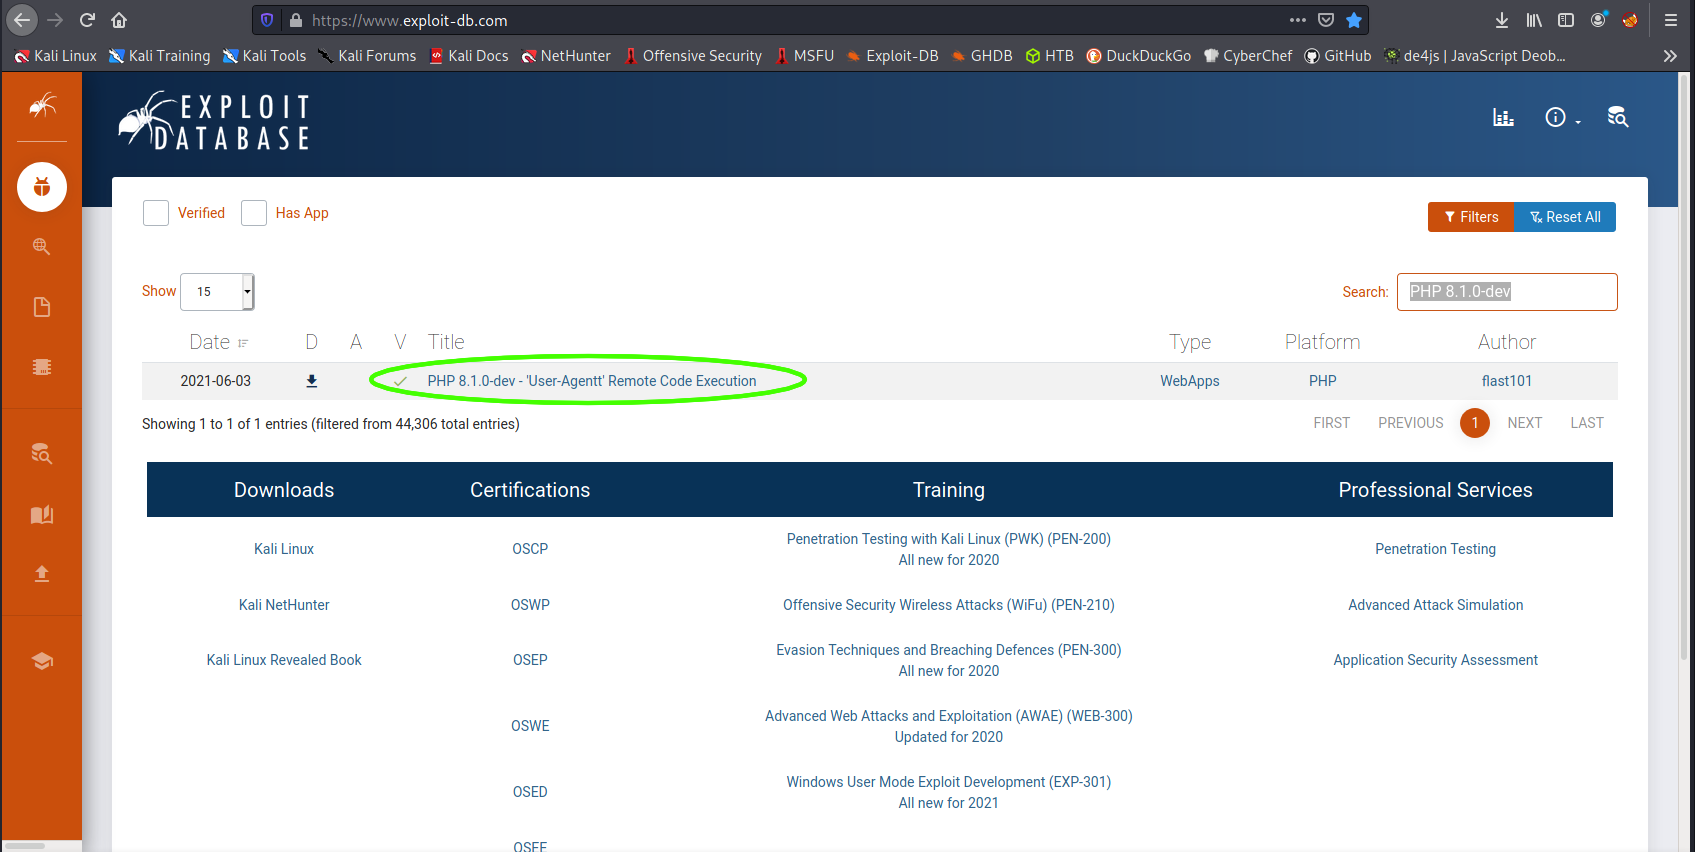 https://www.exploit-db.com
Kali Linux Kali Training Kali Tools Kali Forums Kali Docs NetHunter Offensive Security MSFU Exploit-DB GHDB HTB DuckDuckGo CyberChef GitHub de4js | JavaScript Deob...
EXPLOIT
DATABASE
Verified Has App
Filters Reset All
Show 15 Search: PHP 8.1.0-dev
Date D A V Title Type Platform Author
2021-06-03 PHP 8.1.0-dev - 'User-Agentt' Remote Code Execution WebApps PHP flast101
Showing 1 to 1 of 1 entries (filtered from 44,306 total entries) FIRST PREVIOUS 1 NEXT LAST
Downloads Certifications Training Professional Services
Kali Linux OSCP Penetration Testing with Kali Linux (PWK) (PEN-200) Penetration Testing
All new for 2020
Kali NetHunter OSWP Offensive Security Wireless Attacks (WiFu) (PEN-210) Advanced Attack Simulation
Kali Linux Revealed Book OSEP Evasion Techniques and Breaching Defences (PEN-300) Application Security Assessment
All new for 2020
OSWE Advanced Web Attacks and Exploitation (AWAE) (WEB-300)
Updated for 2020
OSED Windows User Mode Exploit Development (EXP-301)
All new for 2021
OSEE